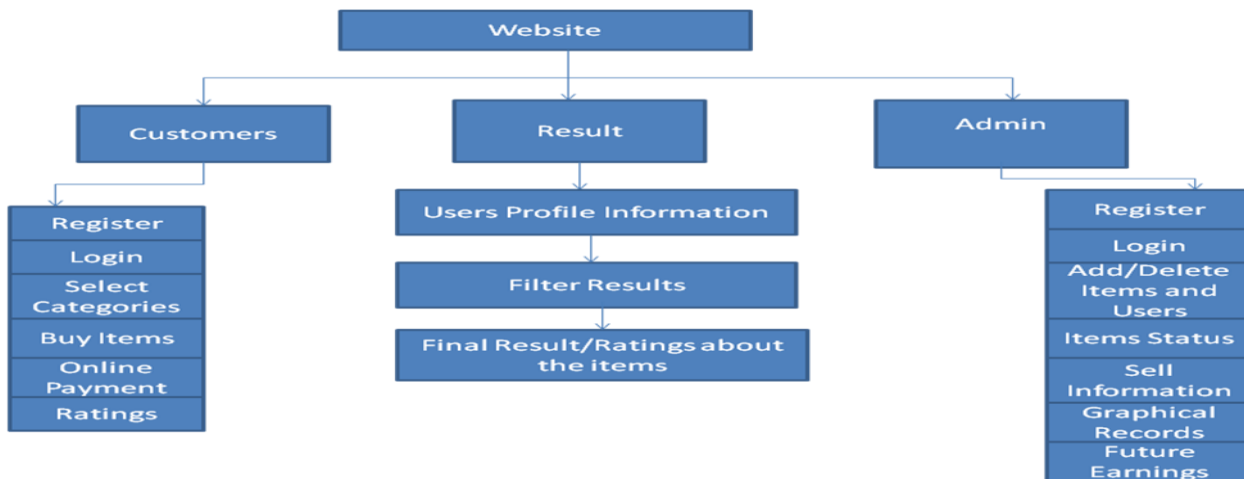 Website
Customers
Result
Admin
Register
Login
Select
Categories
Buy Items
Online
Payment
Ratings
Users Profile Information
Filter Results
Final Result/Ratings about
the items
Register
Login
Add/Delete
Items and
Users
Items Status
Sell
Information
Graphical
Records
Future
Earnings